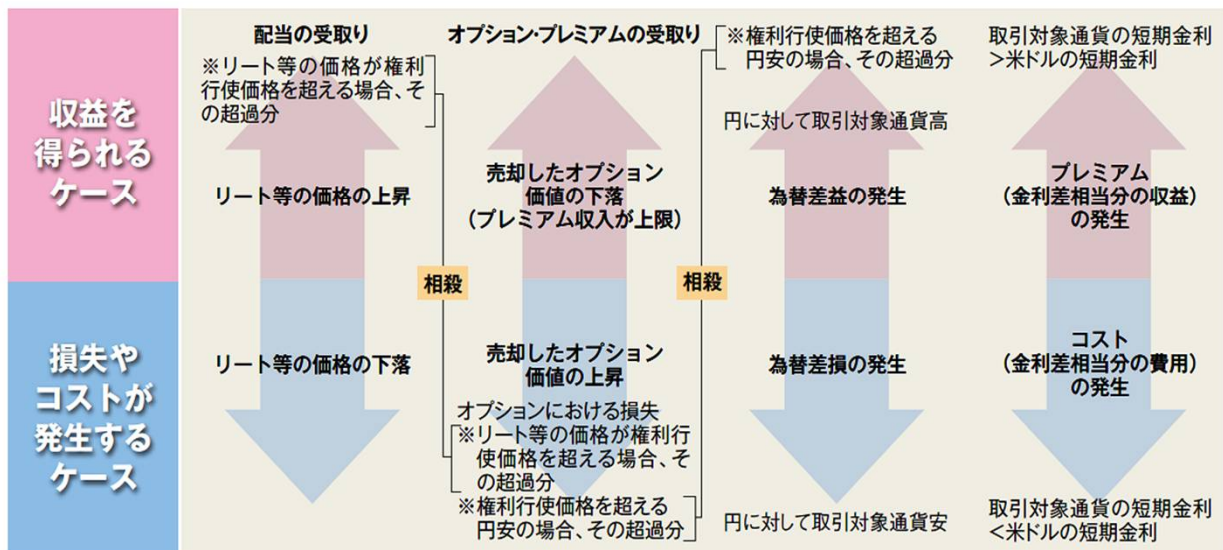 収益を
得られる
ケース
配当の受取り
※リート等の価格が権利
行使価格を超える場合、そ
の超過分
リート等の価格の上昇
オプション・プレミアムの受取り
売却したオプション
価値の下落
（プレミアム収入が上限）
※権利行使価格を超える
円安の場合、その超過分
円に対して取引対象通貨高
為替差益の発生
取引対象通貨の短期金利
＞米ドルの短期金利
プレミアム
（金利差相当分の収益）
の発生
相殺
相殺
損失や
コストが
発生する
ケース
リート等の価格の下落
売却したオプション
価値の上昇
オプションにおける損失
※リート等の価格が権利行
使価格を超える場合、そ
の超過分
※権利行使価格を超える
円安の場合、その超過分
為替差損の発生
円に対して取引対象通貨安
コスト
（金利差相当分の費用）
の発生
取引対象通貨の短期金利
＜米ドルの短期金利